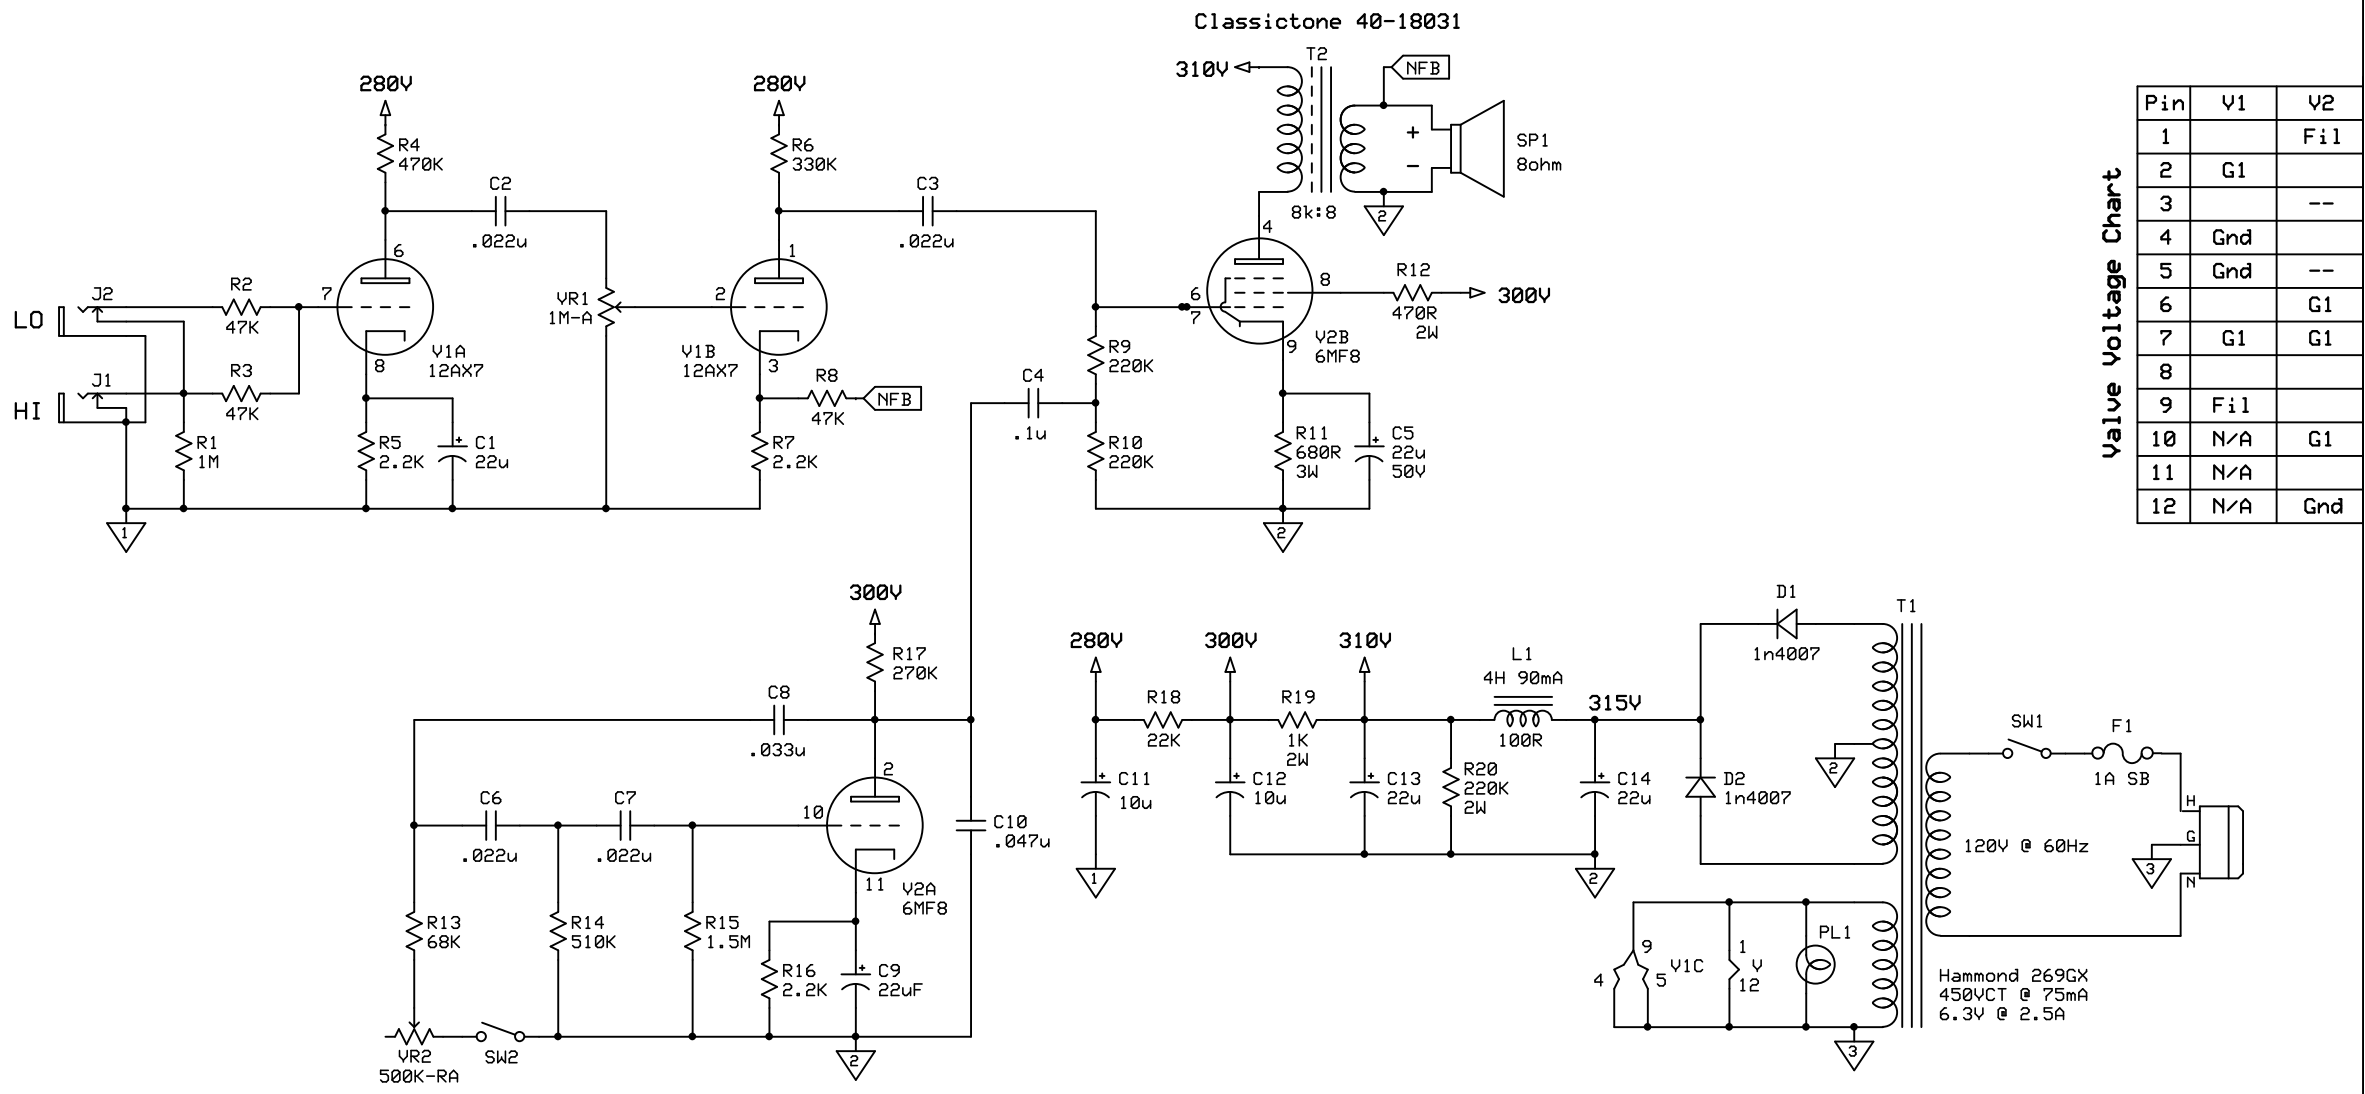 Classictone 40-18031
T2
310V
NFB
+
-
SP1
8ohm
8k:8
2
280V
R4
470K
C2
.022u
6
LO
J2
R2
47K
7
HI
J1
R3
47K
8
V1A
12AX7
R1
1M
R5
2.2K
C1
22u
+
1
VR1
1M-A
280V
R6
330K
C3
.022u
1
2
V1B
12AX7
3
R8
47K
NFB
R7
2.2K
4
6
7
8
9
V2B
6MF8
R12
470R
2W
300V
R9
220K
C4
.1u
R10
220K
R11
680R
3W
C5
22u
50V
+
2
Valve Voltage Chart
Pin V1 V2
1 Fil
2 G1
3 --
4 Gnd
5 Gnd --
6 G1
7 G1 G1
8
9 Fil
10 N/A G1
11 N/A
12 N/A Gnd
300V
R17
270K
C8
.033u
C6
.022u
C7
.022u
2
10
11
V2A
6MF8
C10
.047u
R13
68K
R14
510K
R15
1.5M
R16
2.2K
C9
22uF
+
VR2
500K-RA
SW2
2
280V
300V
310V
R18
22K
R19
1K
2W
L1
4H 90mA
100R
315V
C11
10u
+
C12
10u
+
C13
22u
+
R20
220K
2W
C14
22u
+
1
2
D1
1n4007
D2
1n4007
T1
2
SW1
F1
1A SB
H
G
N
3
120V @ 60Hz
9
4
5
V1C
1
V
12
PL1
3
Hammond 269GX
450VCT @ 75mA
6.3V @ 2.5A